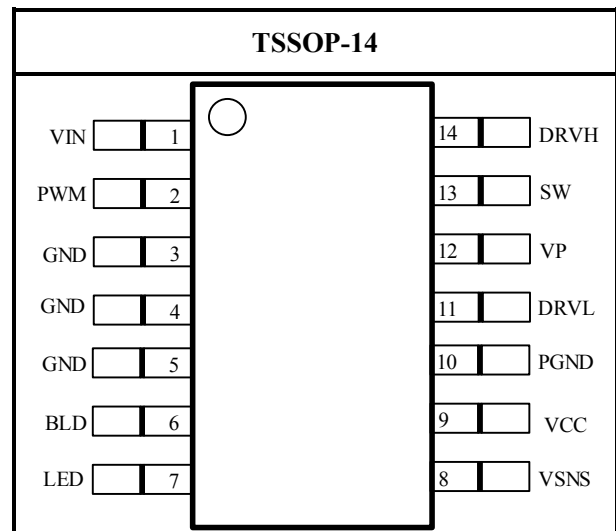 TSSOP-14
VIN 1 14 DRVH
PWM 2 13 SW
GND 3 12 VP
GND 4 11 DRVL
GND 5 10 PGND
BLD 6 9 VCC
LED 7 8 VSNS